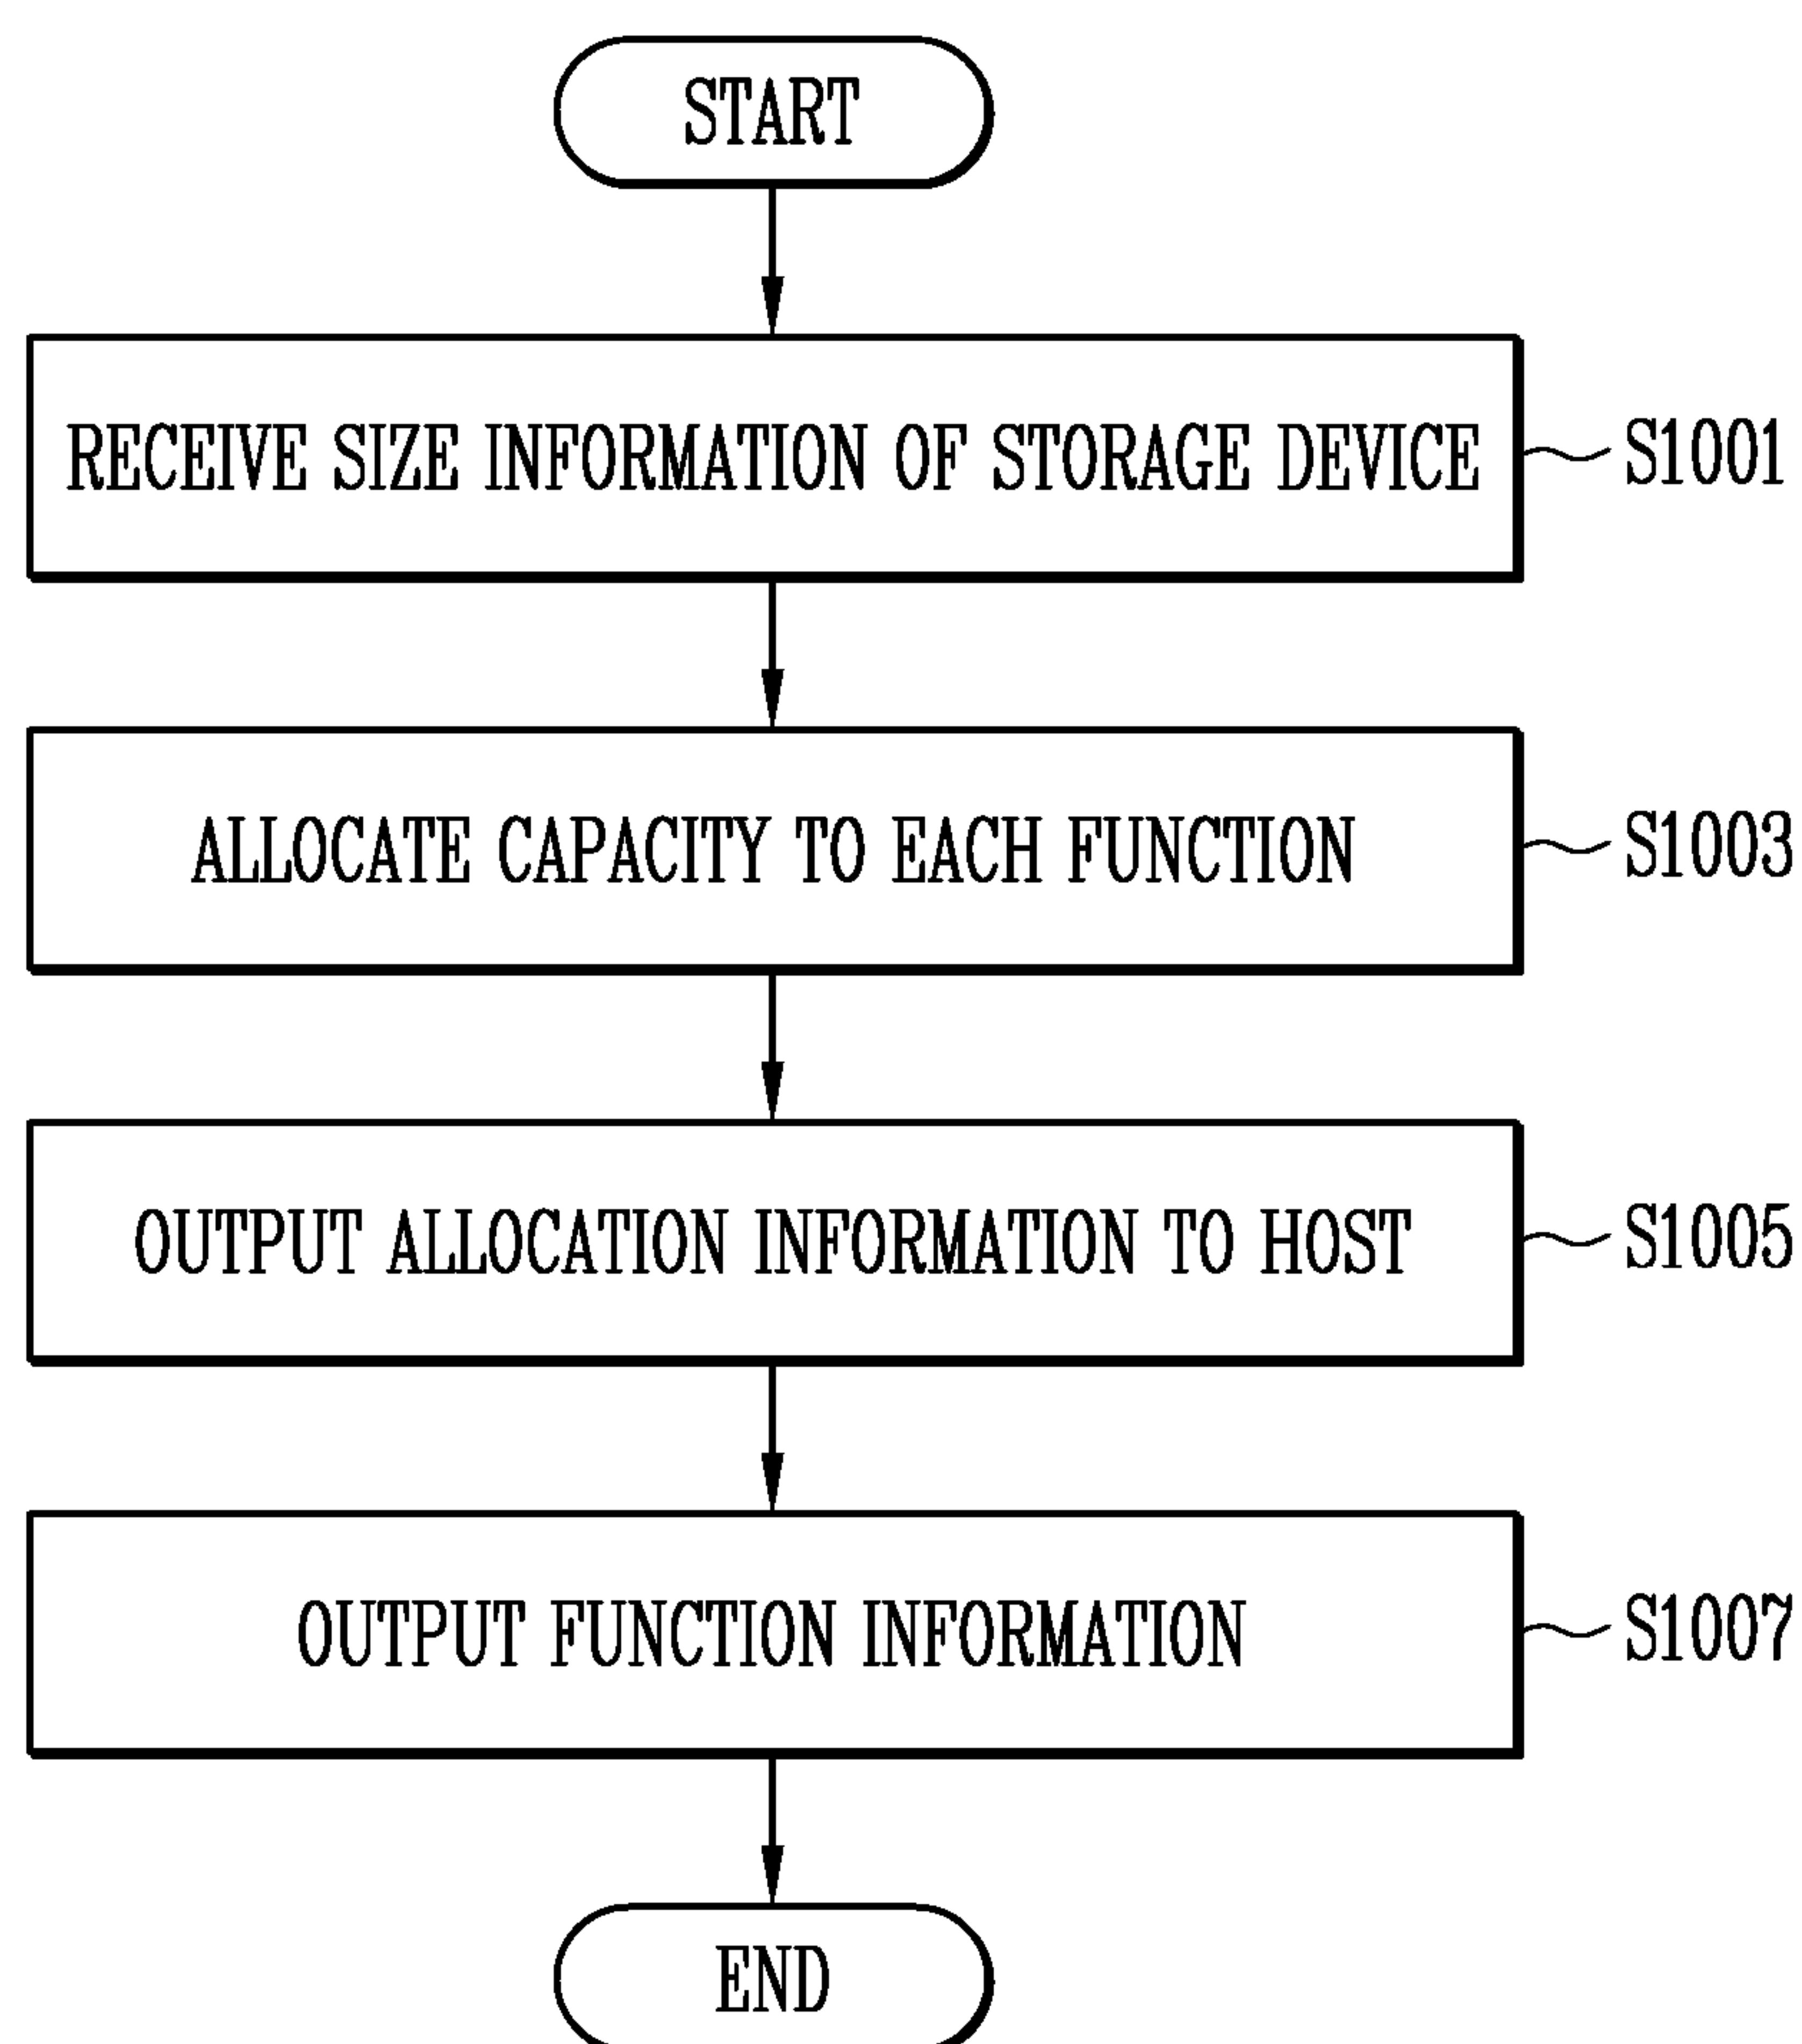 START
RECEIVE SIZE INFORMATION OF STORAGE DEVICE
S1001
ALLOCATE CAPACITY TO EACH FUNCTION
S1003
OUTPUT ALLOCATION INFORMATION TO HOST
S1005
OUTPUT FUNCTION INFORMATION
S1007
END